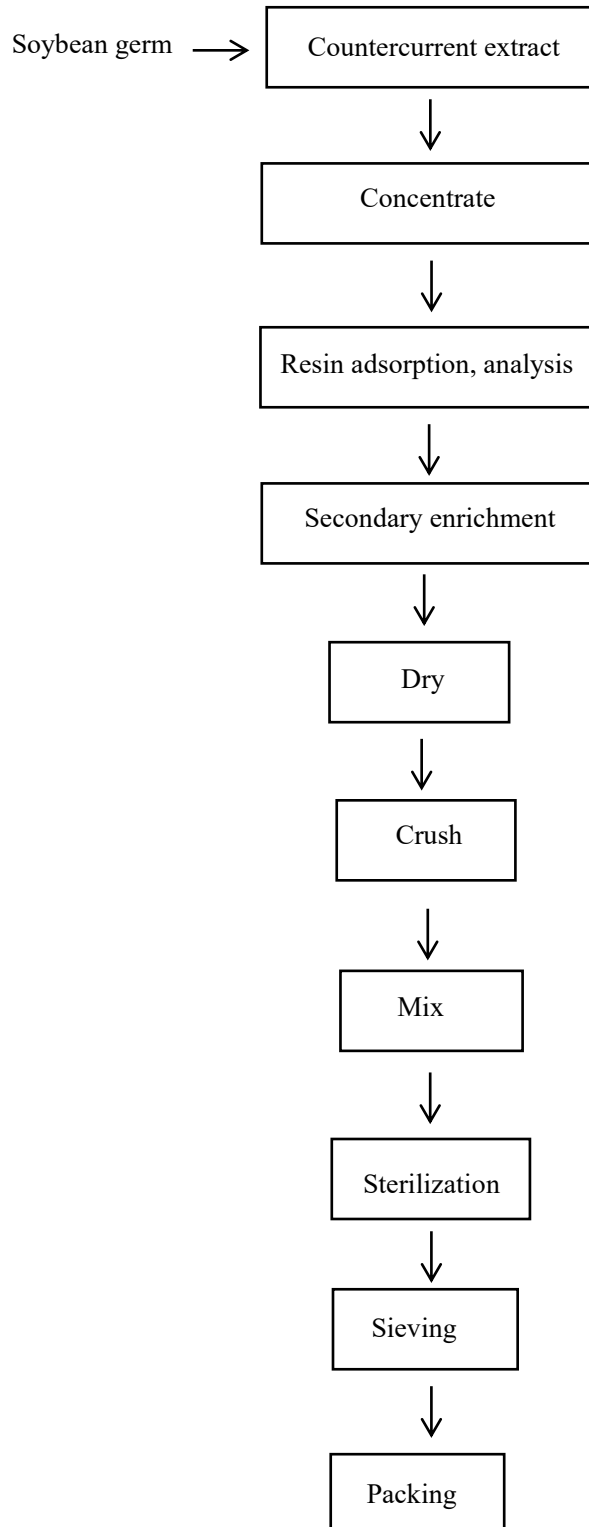 Soybean germ
Countercurrent extract
Concentrate
Resin adsorption, analysis
Secondary enrichment
Dry
Crush
Mix
Sterilization
Sieving
Packing